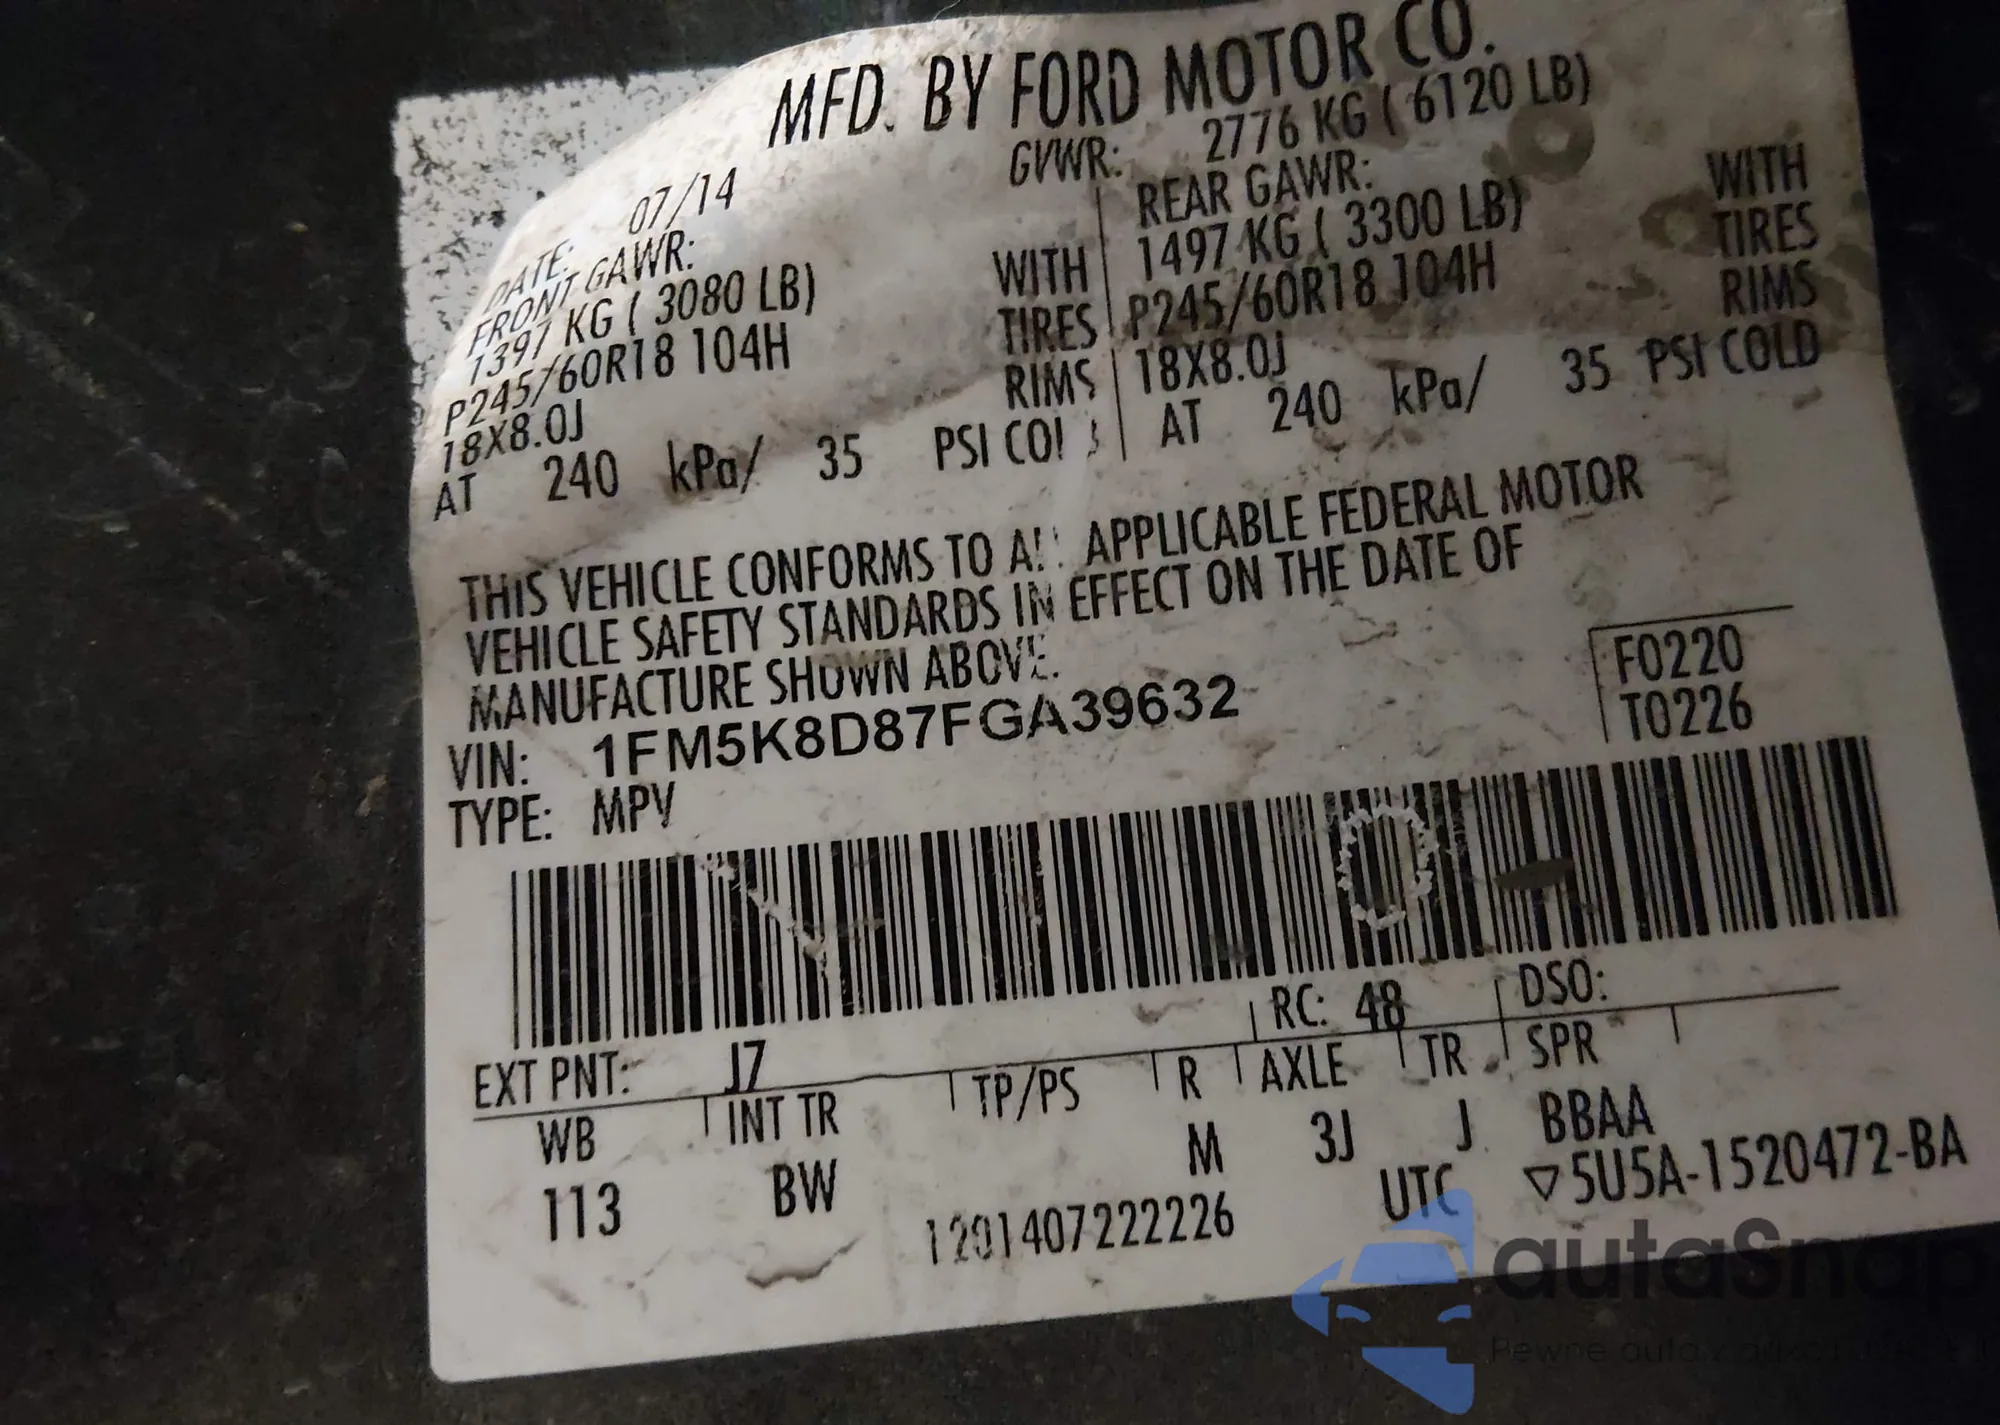 MFD. BY FORD MOTOR CO.
DATE: 07/14 GVWR: 2776 KG ( 6120 LB)
FRONT GAWR: REAR GAWR:
1397 KG ( 3080 LB) WITH 1497 KG ( 3300 LB) WITH
P245/60R18 104H TIRES P245/60R18 104H TIRES
18X8.0J RIMS 18X8.0J RIMS
AT 240 kPa/ 35 PSI AT 240 kPa/ 35 PSI COLD
THIS VEHICLE CONFORMS TO APPLICABLE FEDERAL MOTOR
VEHICLE SAFETY STANDARDS IN EFFECT ON THE DATE OF
MANUFACTURE SHOWN ABOVE.
VIN: 1FM5K8D87FGA39632
F0220
T0226
TYPE: MPV
EXT PNT: J7 RC: 48 DSO:
WB INT TR TP/PS R AXLE TR SPR
113 BW M 3J J BBAA
1201407222226 UTC ▽5U5A-1520472-BA
autasnap